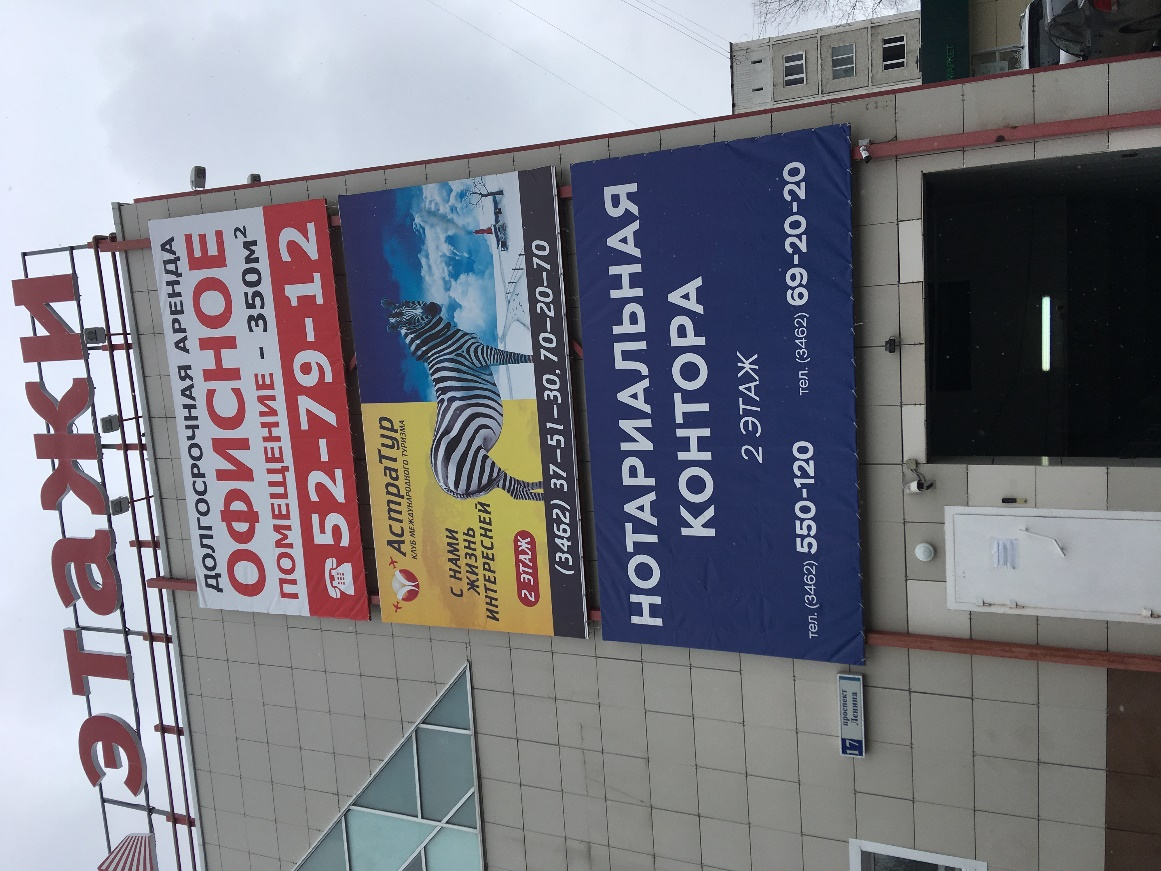 этажи
ДОЛГОСРОЧНАЯ АРЕНДА
ОФИСНОЕ
ПОМЕЩЕНИЕ - 350м²
52-79-12
АстраТур
КЛУБ МЕЖДУНАРОДНОГО ТУРИЗМА
С НАМИ
ЖИЗНЬ
ИНТЕРЕСНЕЙ
2 ЭТАЖ
(3462) 37-51-30, 70-20-70
НОТАРИАЛЬНАЯ
КОНТОРА
2 ЭТАЖ
тел. (3462) 550-120 тел. (3462) 69-20-20
17 проспект
Ленина